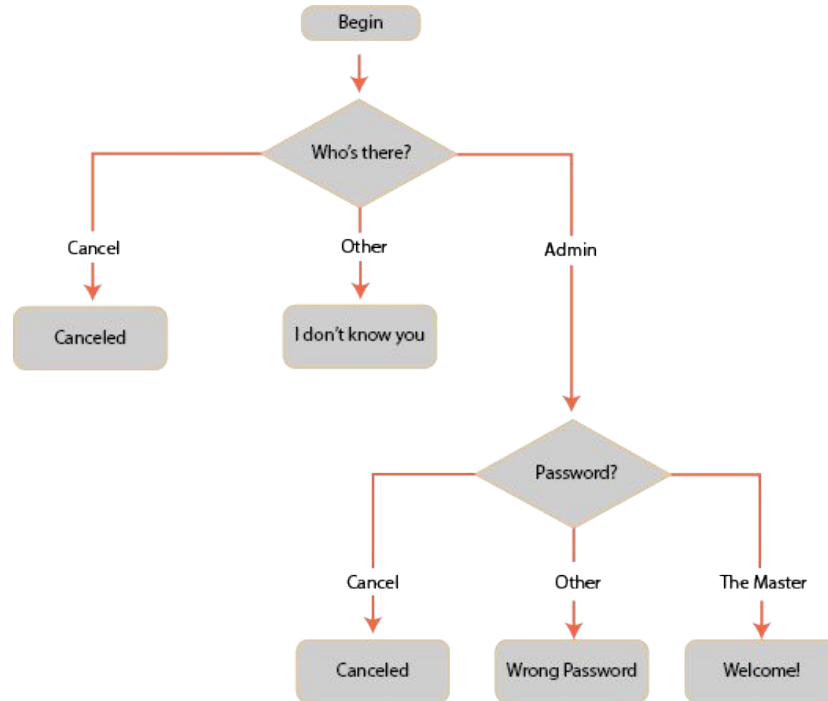 Begin
Who's there?
Cancel
Other
Admin
Canceled
I don't know you
Password?
Cancel
Other
The Master
Canceled
Wrong Password
Welcome!